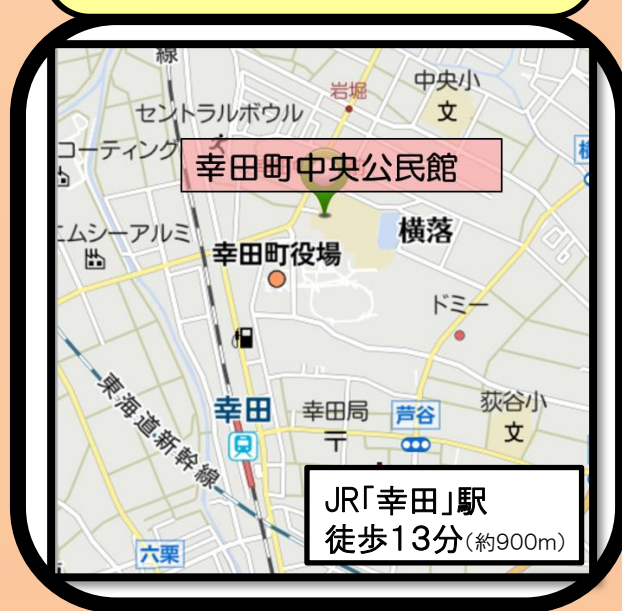 線
岩堀
中央小
文
セントラルボウル
コーティング
幸田町中央公民館
横落
エムシーアルミ
幸田町役場
ドミー
東海道新幹線
幸田
幸田局
芦谷
荻谷小
文
JR「幸田」駅
徒歩13分(約900m)
六栗